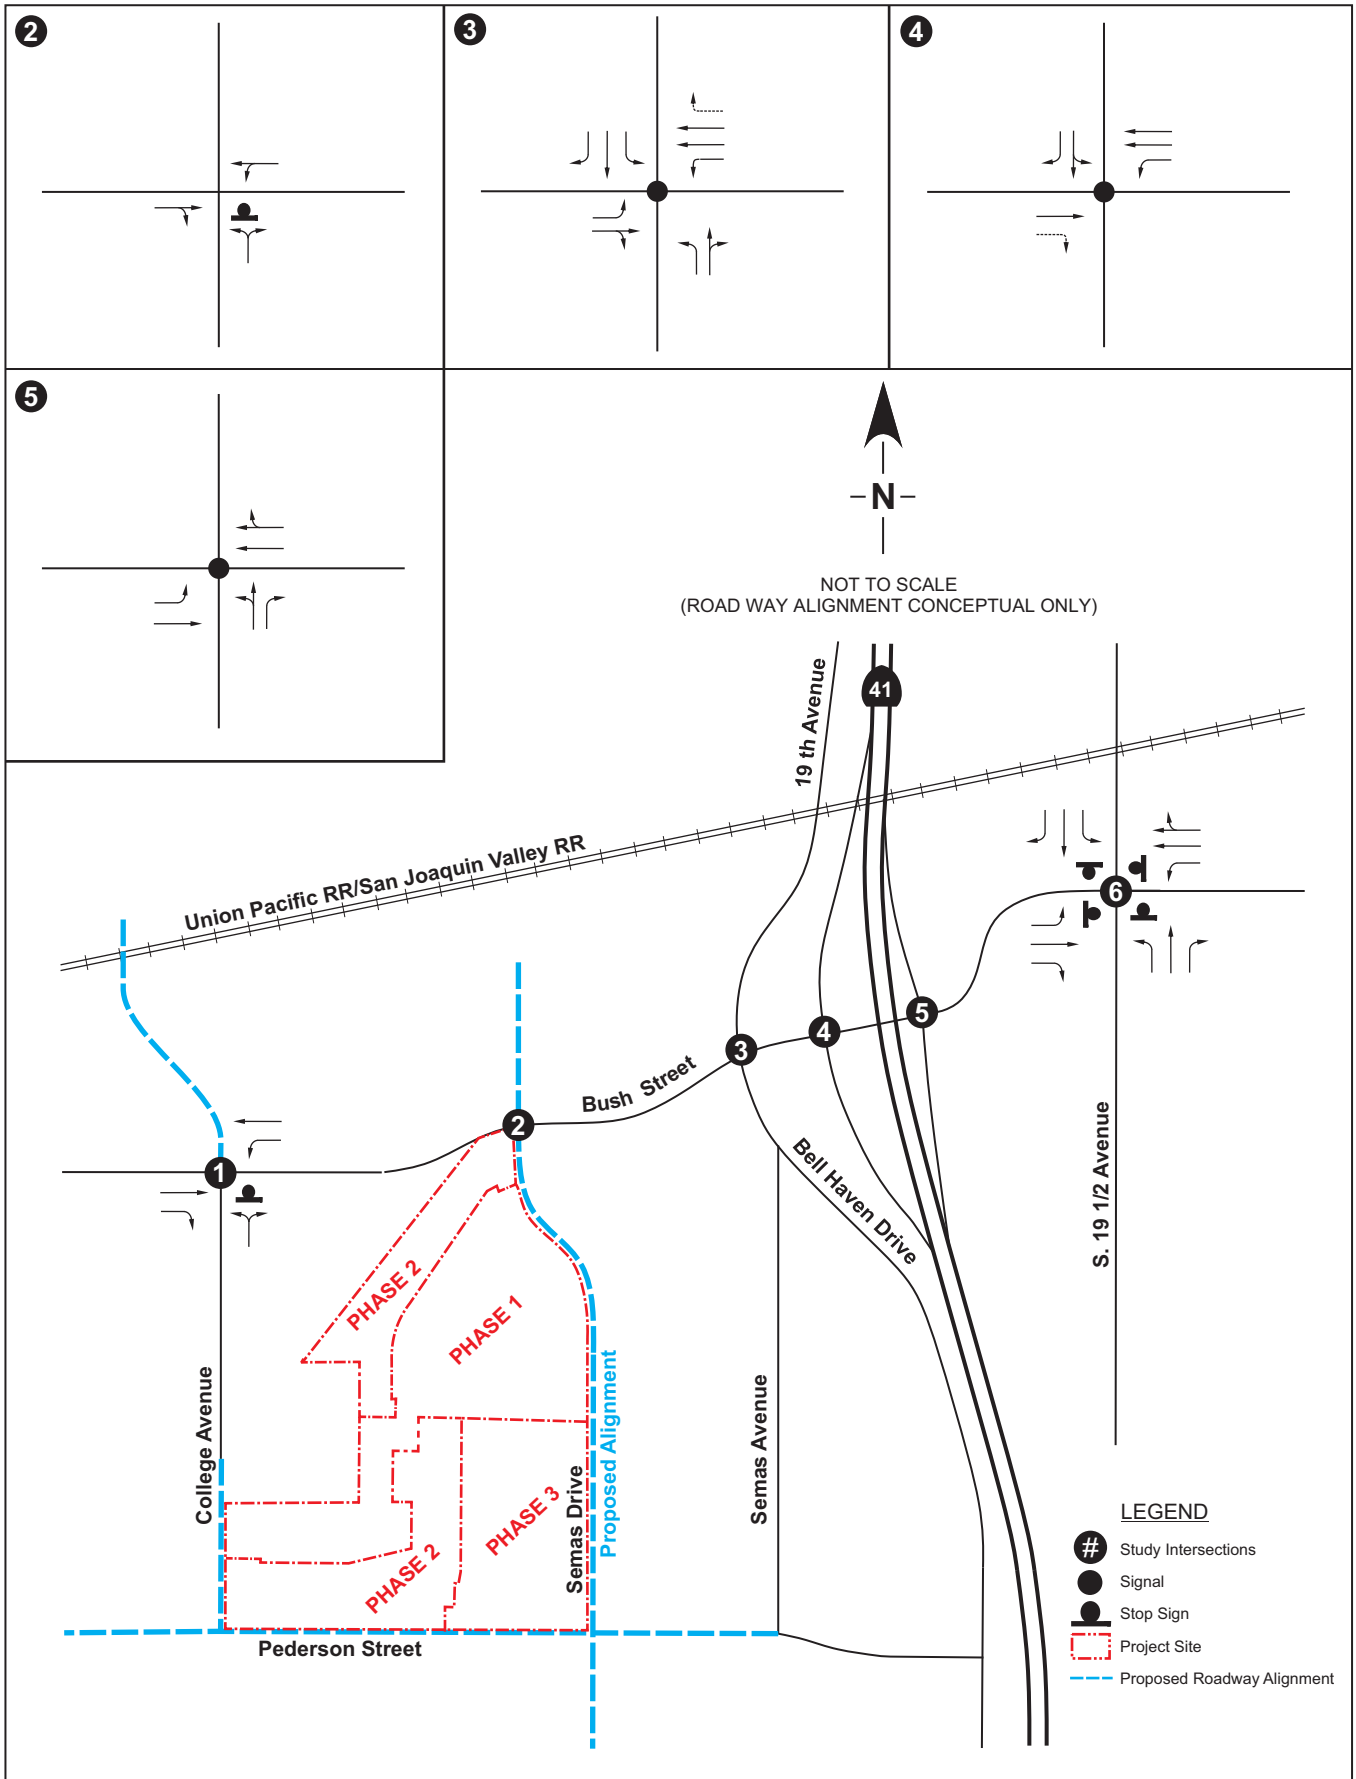 2
3
4
5
N
NOT TO SCALE
(ROAD WAY ALIGNMENT CONCEPTUAL ONLY)
19 th Avenue
41
Union Pacific RR/San Joaquin Valley RR
6
5
4
3
Bush Street
2
1
Bell Haven Drive
S. 19 1/2 Avenue
PHASE 2
PHASE 1
College Avenue
Proposed Alignment
Semas Avenue
Semas Drive
PHASE 3
PHASE 2
Pederson Street
LEGEND
# Study Intersections
Signal
Stop Sign
Project Site
Proposed Roadway Alignment